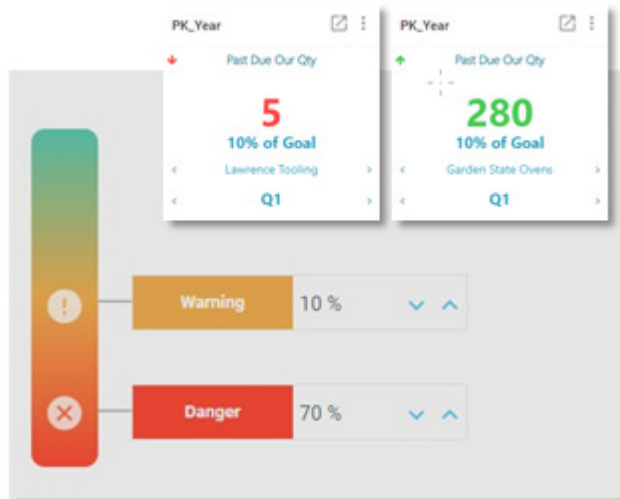 PK_Year
Past Due Our Qty
5
10% of Goal
Lawrence Tooling
Q1
PK_Year
Past Due Our Qty
280
10% of Goal
Garden State Ovens
Q1
Warning 10 %
Danger 70 %